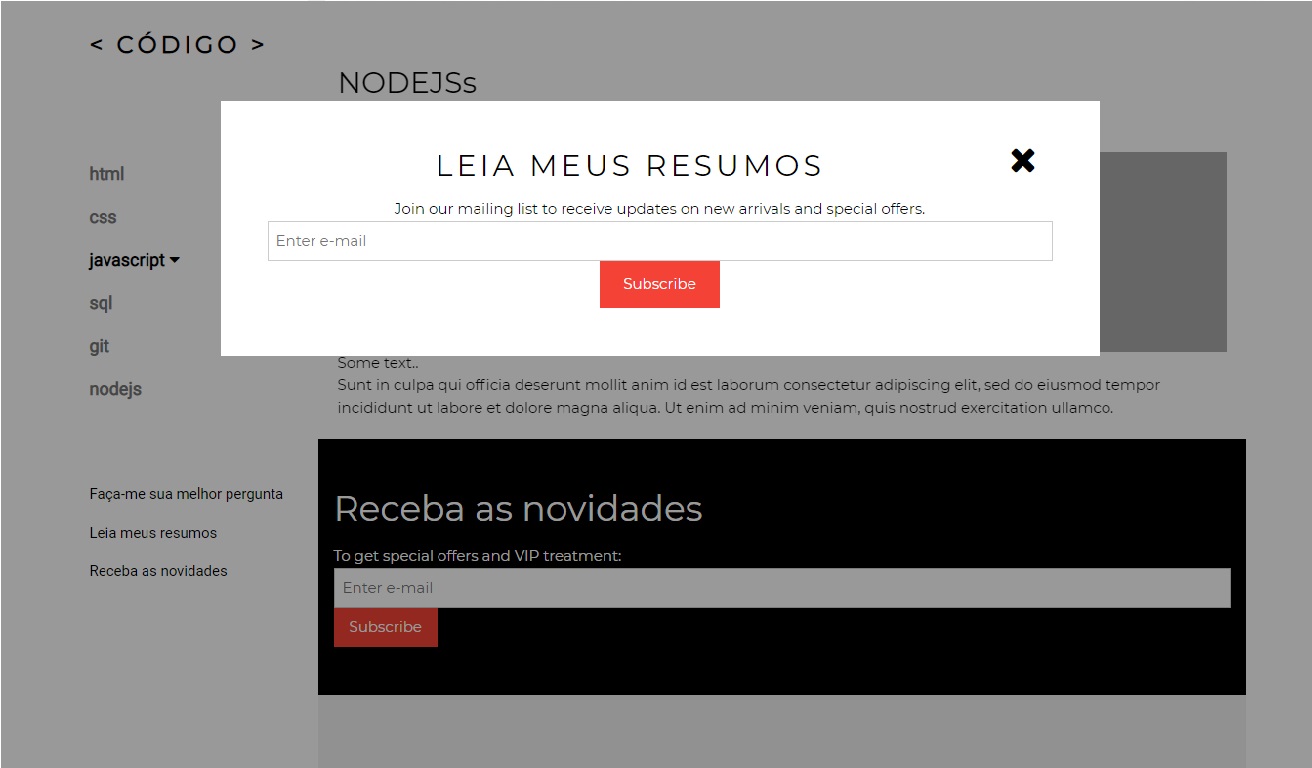 < CÓDIGO >
NODEJSs
html
css
javascript
sql
git
nodejs
Faça-me sua melhor pergunta
Leia meus resumos
Receba as novidades
LEIA MEUS RESUMOS
Join our mailing list to receive updates on new arrivals and special offers.
Enter e-mail
Subscribe
Some text..
Sunt in culpa qui officia deserunt mollit anim id est laborum consectetur adipiscing elit, sed do eiusmod tempor
incididunt ut labore et dolore magna aliqua. Ut enim ad minim veniam, quis nostrud exercitation ullamco.
Receba as novidades
To get special offers and VIP treatment:
Enter e-mail
Subscribe